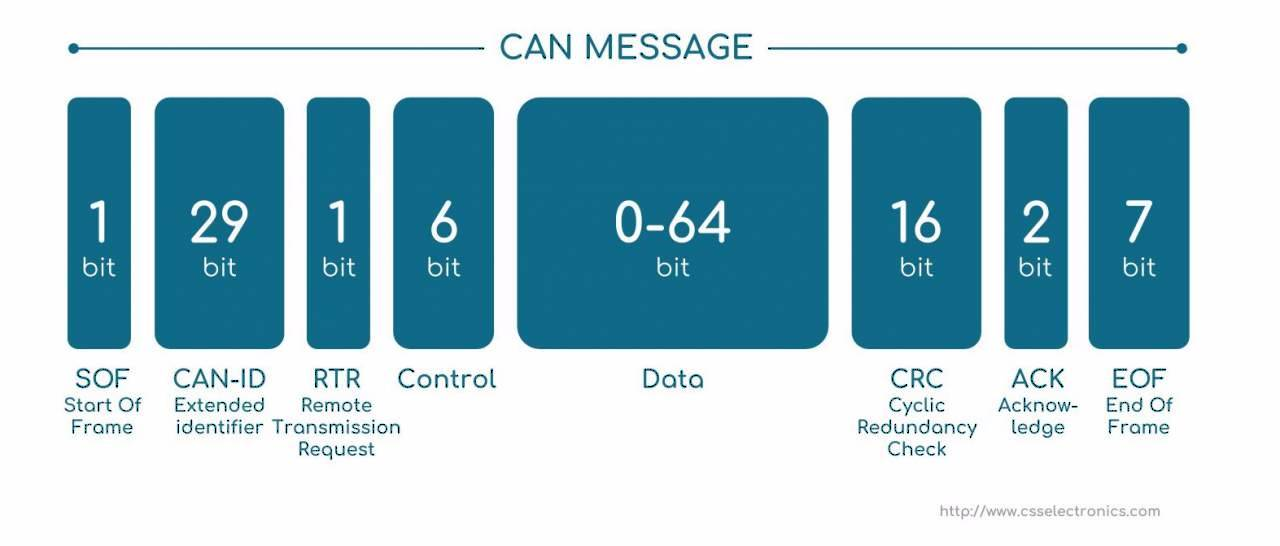 CAN MESSAGE
1
bit
29
bit
1
bit
6
bit
0-64
bit
16
bit
2
bit
7
bit
SOF
Start Of
Frame
CAN-ID
Extended
identifier
RTR
Remote
Transmission
Request
Control
Data
CRC
Cyclic
Redundancy
Check
ACK
Acknow-
ledge
EOF
End Of
Frame
http://www.csselectronics.com